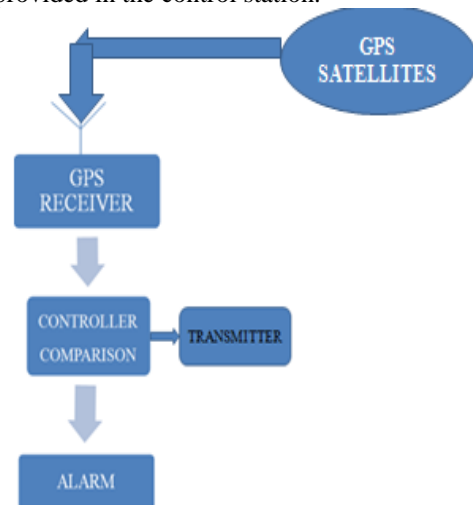 provided in the control station.
GPS
SATELLITES
GPS
RECEIVER
CONTROLLER
COMPARISON
TRANSMITTER
ALARM